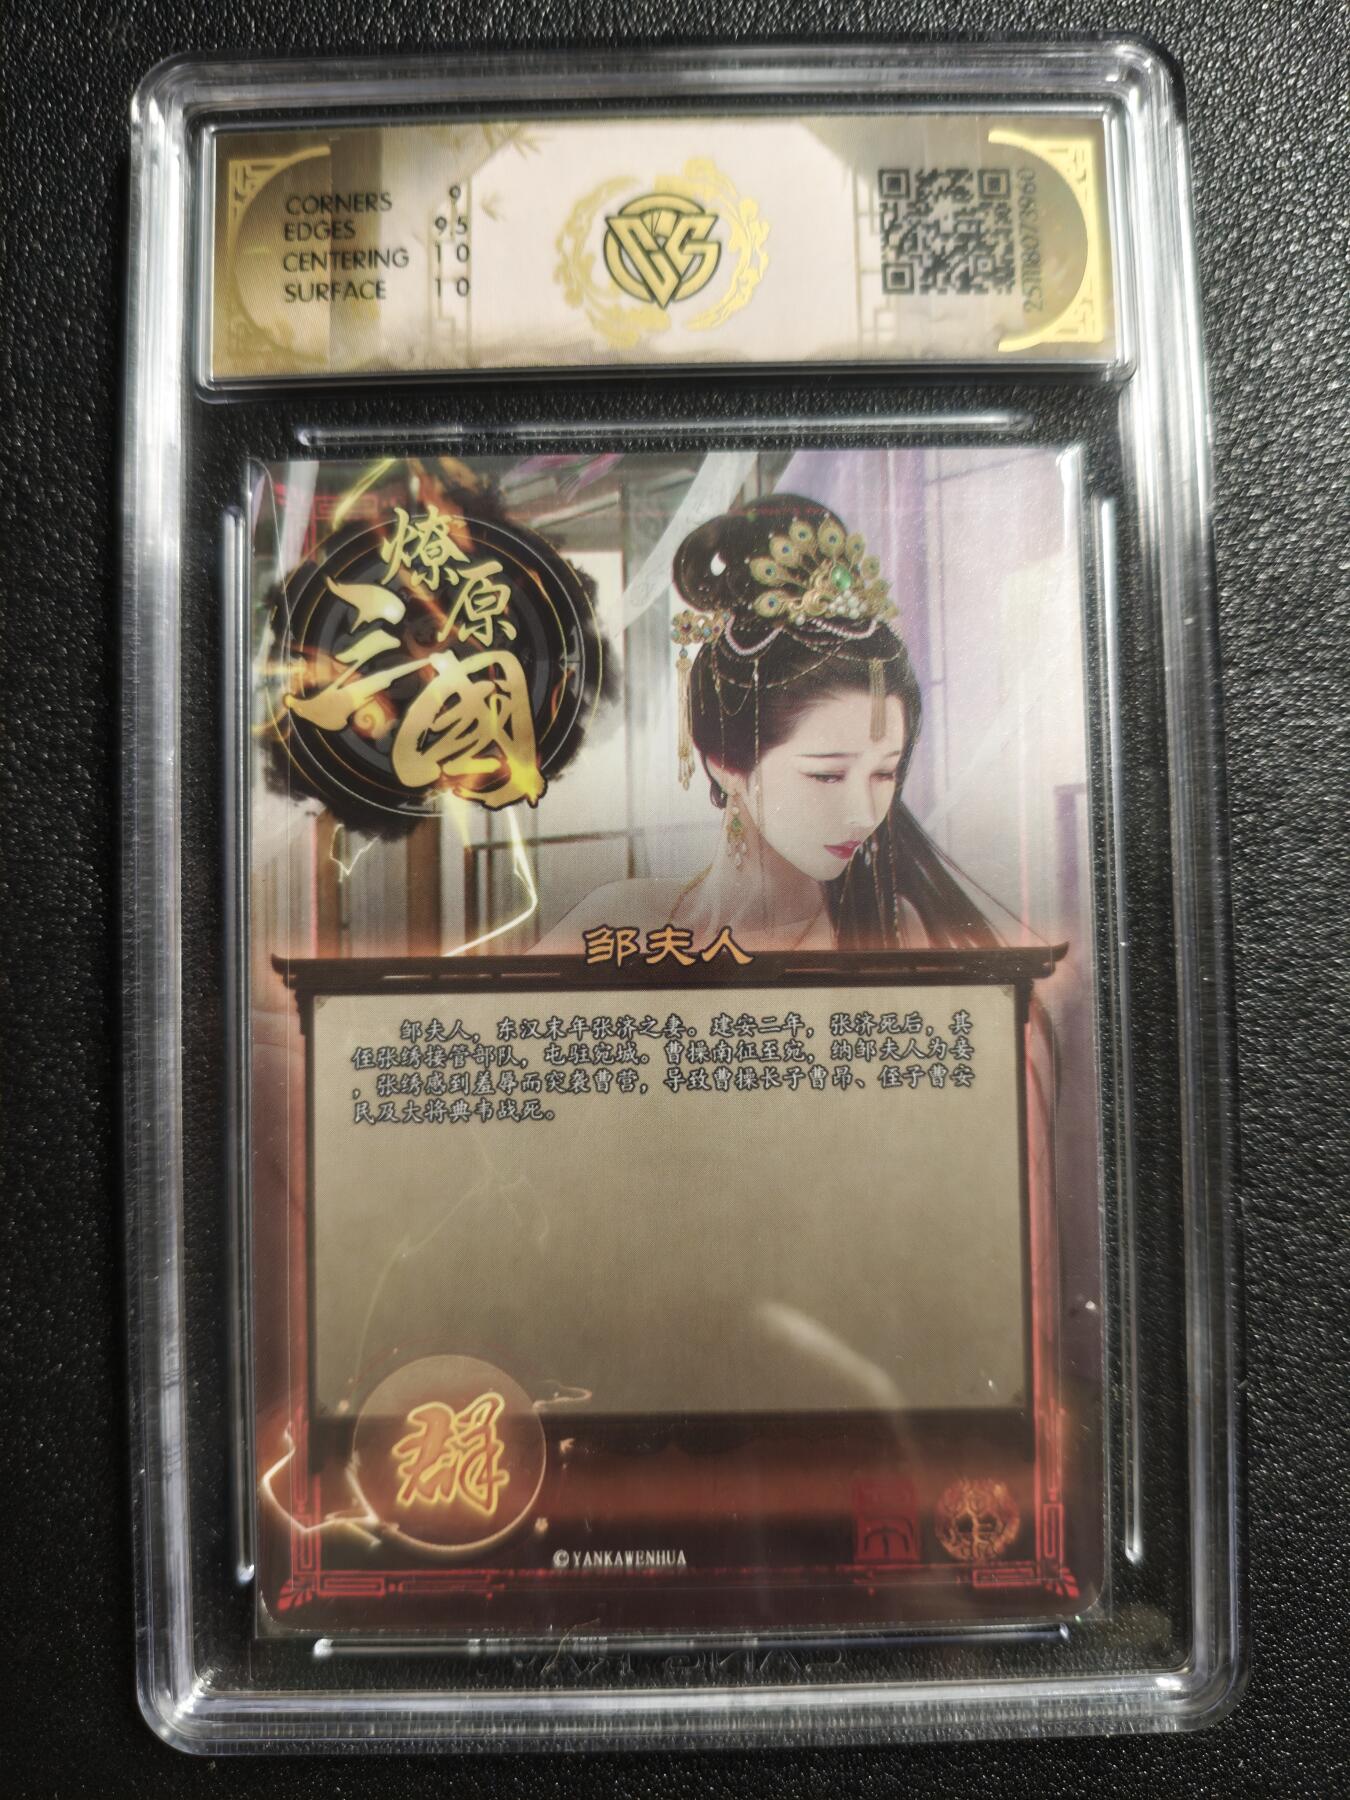 CORNERS 9
EDGES 9.5
CENTERING 10
SURFACE 10
CCS
2511180773960
燎原
三國
邹夫人
邹夫人，东汉末年张济之妻。建安二年，张济死后，其
侄张绣接管部队，屯驻宛城。曹操南征至宛，纳邹夫人为妾
，张绣感到羞辱而突袭曹营，导致曹操长子曹昂、侄子曹安
民及大将典韦战死。
群
©YANKAWENHUA